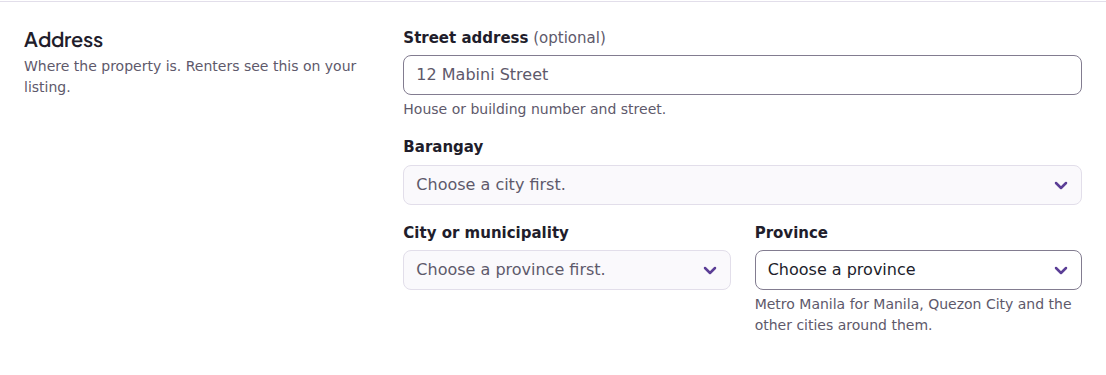 Address
Where the property is. Renters see this on your
listing.
Street address (optional)
12 Mabini Street
House or building number and street.
Barangay
Choose a city first.
City or municipality
Choose a province first.
Province
Choose a province
Metro Manila for Manila, Quezon City and the
other cities around them.